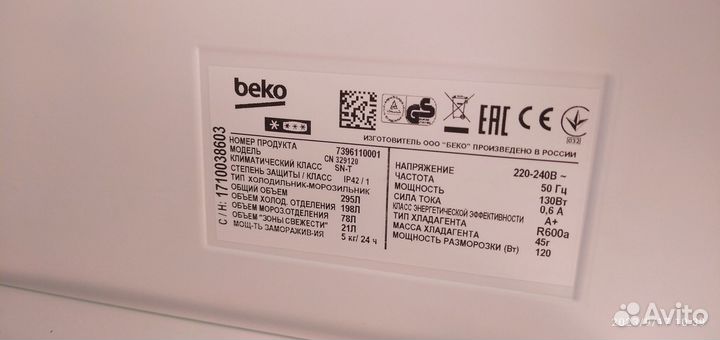 beko
ИЗГОТОВИТЕЛЬ ООО "БЕКО" ПРОИЗВЕДЕНО В РОССИИ
С / Н: 1710038603
НОМЕР ПРОДУКТА 7396110001
МОДЕЛЬ CN 329120
КЛИМАТИЧЕСКИЙ КЛАСС SN-T
СТЕПЕНЬ ЗАЩИТЫ / КЛАСС IP42 / 1
ТИП ХОЛОДИЛЬНИК-МОРОЗИЛЬНИК
ОБЩИЙ ОБЪЕМ 295Л
ОБЪЕМ ХОЛОД. ОТДЕЛЕНИЯ 198Л
ОБЪЕМ МОРОЗ.ОТДЕЛЕНИЯ 78Л
ОБЪЕМ "ЗОНЫ СВЕЖЕСТИ" 21Л
МОЩ-ТЬ ЗАМОРАЖИВ-ИЯ 5 кг/ 24 ч
НАПРЯЖЕНИЕ 220-240В ~
ЧАСТОТА 50 Гц
МОЩНОСТЬ 130Вт
СИЛА ТОКА 0,6 А
КЛАСС ЭНЕРГЕТИЧЕСКОЙ ЭФФЕКТИВНОСТИ A+
ТИП ХЛАДАГЕНТА R600a
МАССА ХЛАДАГЕНТА 45г
МОЩНОСТЬ РАЗМОРОЗКИ (Вт) 120
GS
EAC
CE
032
Avito